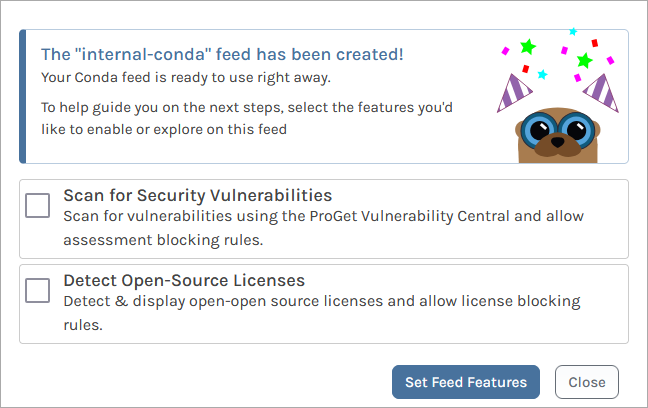 The "internal-conda" feed has been created!
Your Conda feed is ready to use right away.
To help guide you on the next steps, select the features you'd
like to enable or explore on this feed
Scan for Security Vulnerabilities
Scan for vulnerabilities using the ProGet Vulnerability Central and allow
assessment blocking rules.
Detect Open-Source Licenses
Detect & display open-open source licenses and allow license blocking
rules.
Set Feed Features
Close